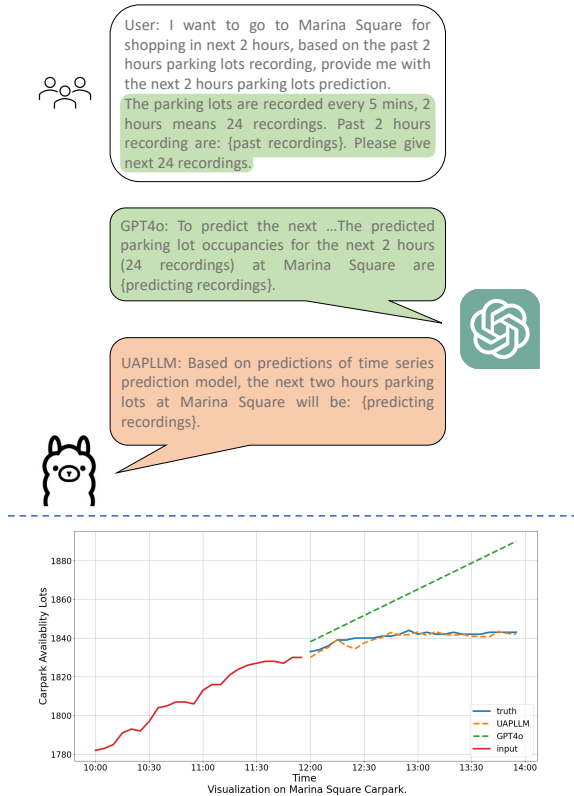 User: I want to go to Marina Square for
shopping in next 2 hours, based on the past 2
hours parking lots recording, provide me with
the next 2 hours parking lots prediction.
The parking lots are recorded every 5 mins, 2
hours means 24 recordings. Past 2 hours
recording are: {past recordings}. Please give
next 24 recordings.
GPT4o: To predict the next ...The predicted
parking lot occupancies for the next 2 hours
(24 recordings) at Marina Square are
{predicting recordings}.
UAPLLM: Based on predictions of time series
prediction model, the next two hours parking
lots at Marina Square will be: {predicting
recordings}.
Carpark Availablity Lots
1880
1860
1840
1820
1800
1780
truth
UAPLLM
GPT4o
input
10:00 10:30 11:00 11:30 12:00 12:30 13:00 13:30 14:00
Time
Visualization on Marina Square Carpark.